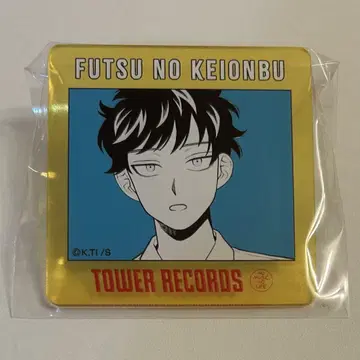 FUTSU NO KEIONBU
©K.TI /S
TOWER RECORDS